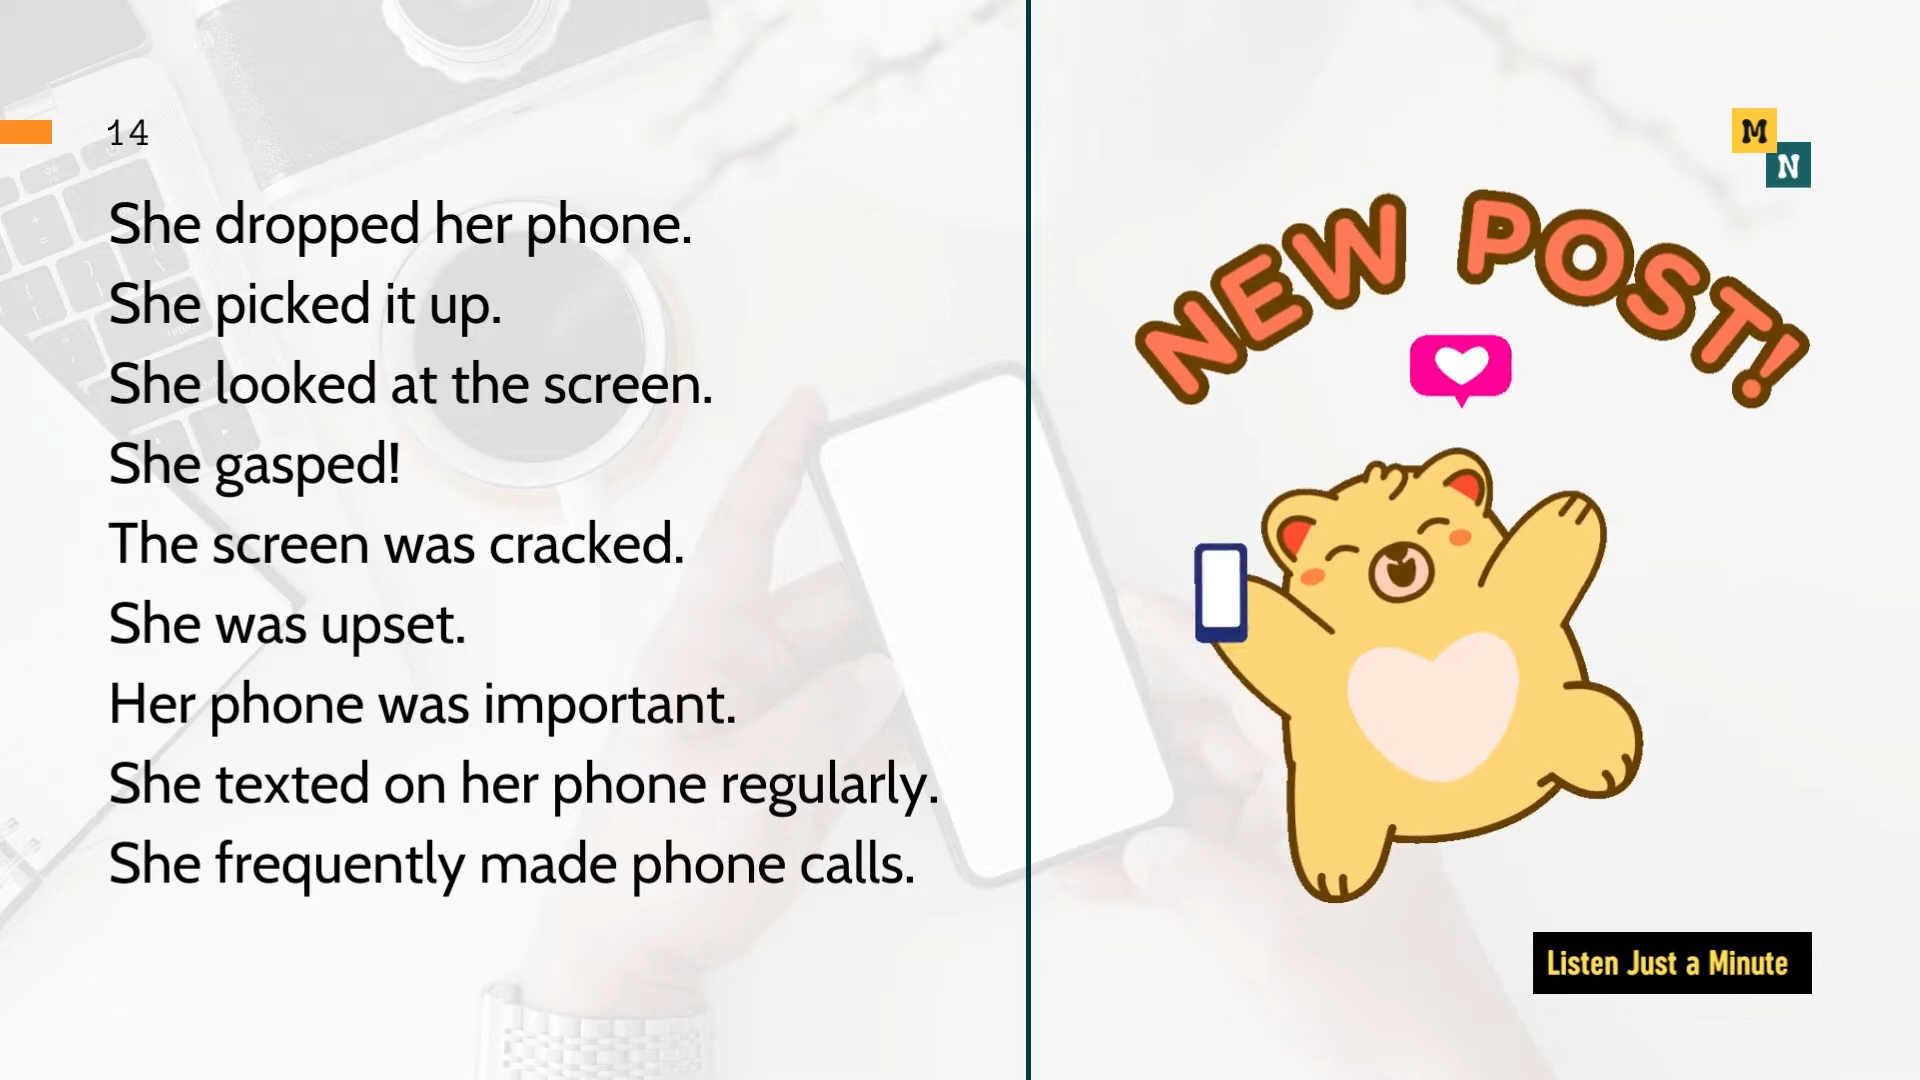 14
She dropped her phone.
She picked it up.
She looked at the screen.
She gasped!
The screen was cracked.
She was upset.
Her phone was important.
She texted on her phone regularly.
She frequently made phone calls.
M
N
NEW POST!
Listen Just a Minute